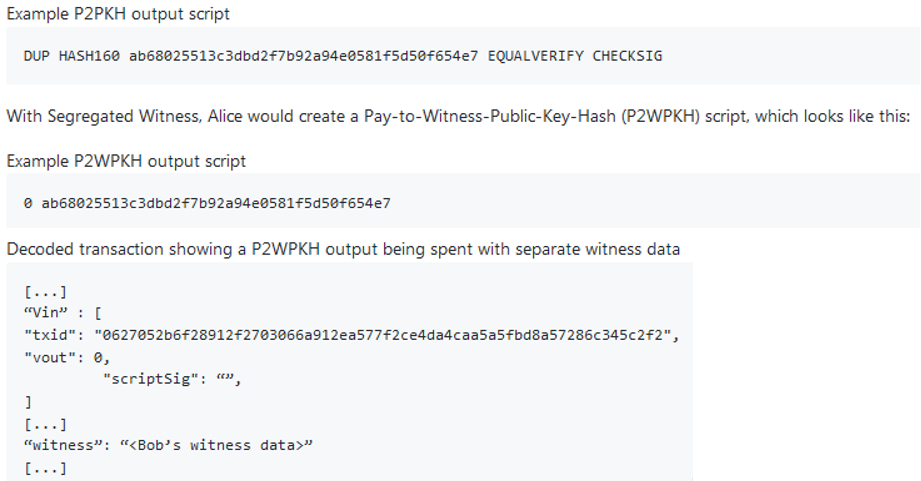 Example P2PKH output script
DUP HASH160 ab68025513c3dbd2f7b92a94e0581f5d50f654e7 EQUALVERIFY CHECKSIG
With Segregated Witness, Alice would create a Pay-to-Witness-Public-Key-Hash (P2WPKH) script, which looks like this:
Example P2WPKH output script
0 ab68025513c3dbd2f7b92a94e0581f5d50f654e7
Decoded transaction showing a P2WPKH output being spent with separate witness data
[...]
“Vin” : [
"txid": "0627052b6f28912f2703066a912ea577f2ce4da4caa5a5fbd8a57286c345c2f2",
"vout": 0,
"scriptSig": “”,
]
[...]
“witness”: “<Bob’s witness data>”
[...]